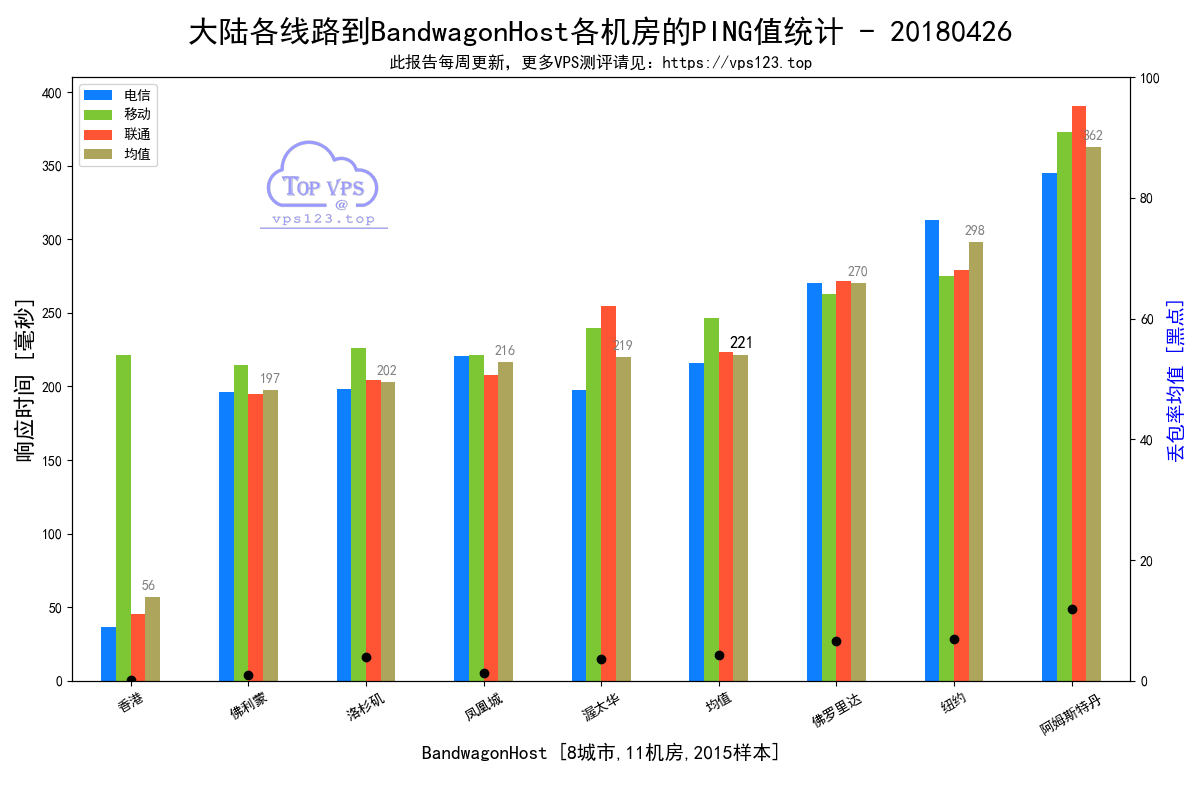 大陆各线路到BandwagonHost各机房的PING值统计 - 20180426
此报告每周更新，更多VPS测评请见：https://vps123.top
电信
移动
联通
均值
TOP VPS
@
vps123.top
响应时间 [毫秒]
400
350
300
250
200
150
100
50
0
56
197
202
216
219
221
270
298
362
100
80
60
40
20
0
丢包率均值 [黑点]
香港
佛利蒙
洛杉矶
凤凰城
渥太华
均值
佛罗里达
纽约
阿姆斯特丹
BandwagonHost [8城市,11机房,2015样本]